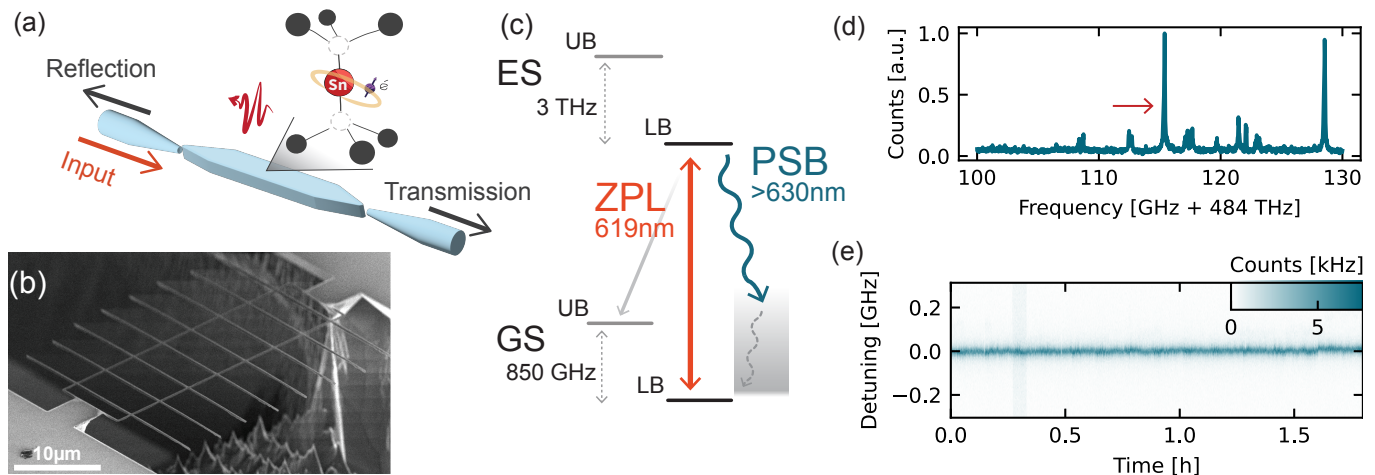 (a)
Reflection
Input
Transmission
Sn
é
(b)
10µm
(c)
UB
ES
3 THz
LB
ZPL
619nm
PSB
>630nm
UB
GS
850 GHz
LB
(d)
Counts [a.u.]
1.0
0.5
0.0
100
110
120
130
Frequency [GHz + 484 THz]
(e)
Counts [kHz]
0
5
Detuning [GHz]
0.2
0.0
−0.2
0.0
0.5
1.0
1.5
Time [h]